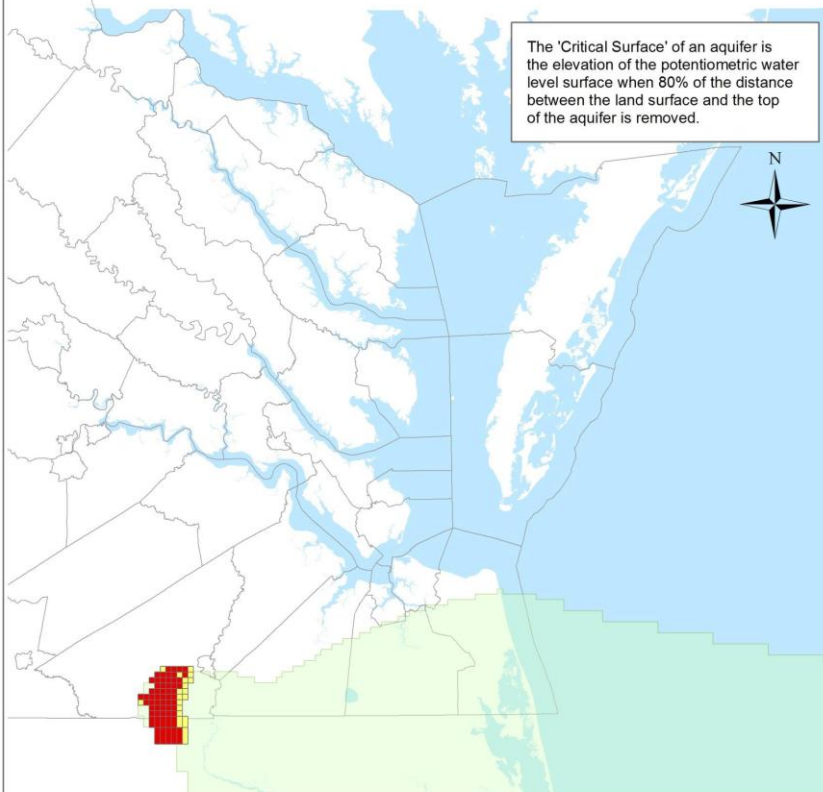 The 'Critical Surface' of an aquifer is
the elevation of the potentiometric water
level surface when 80% of the distance
between the land surface and the top
of the aquifer is removed.
N